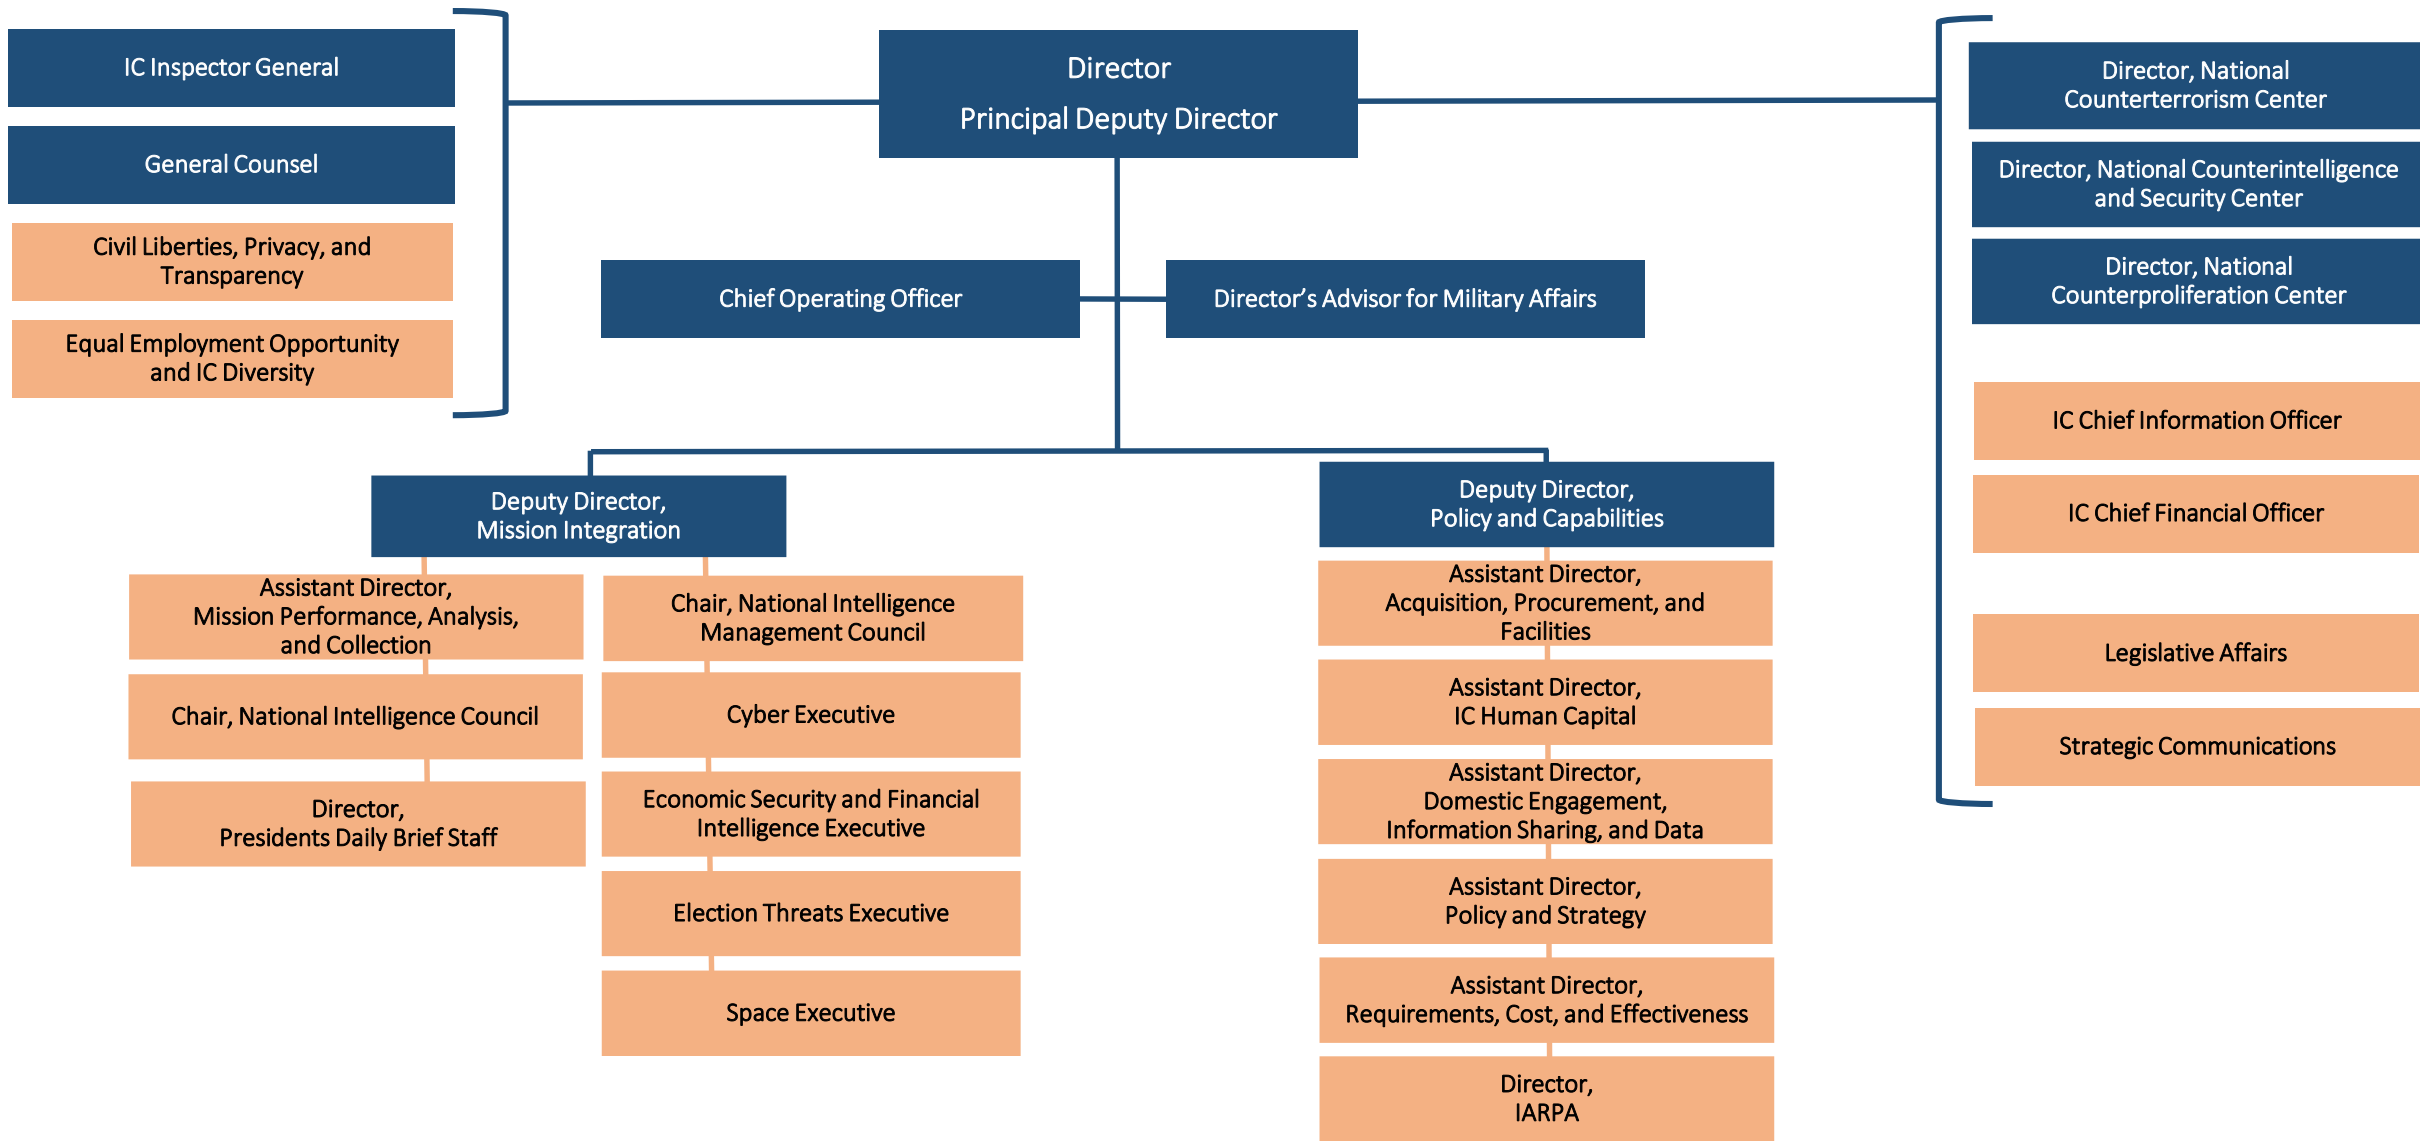 IC Inspector General
General Counsel
Civil Liberties, Privacy, and
Transparency
Equal Employment Opportunity
and IC Diversity
Director
Principal Deputy Director
Chief Operating Officer
Director’s Advisor for Military Affairs
Director, National
Counterterrorism Center
Director, National Counterintelligence
and Security Center
Director, National
Counterproliferation Center
IC Chief Information Officer
IC Chief Financial Officer
Legislative Affairs
Strategic Communications
Deputy Director,
Mission Integration
Assistant Director,
Mission Performance, Analysis,
and Collection
Chair, National Intelligence Council
Director,
Presidents Daily Brief Staff
Chair, National Intelligence
Management Council
Cyber Executive
Economic Security and Financial
Intelligence Executive
Election Threats Executive
Space Executive
Deputy Director,
Policy and Capabilities
Assistant Director,
Acquisition, Procurement, and
Facilities
Assistant Director,
IC Human Capital
Assistant Director,
Domestic Engagement,
Information Sharing, and Data
Assistant Director,
Policy and Strategy
Assistant Director,
Requirements, Cost, and Effectiveness
Director,
IARPA